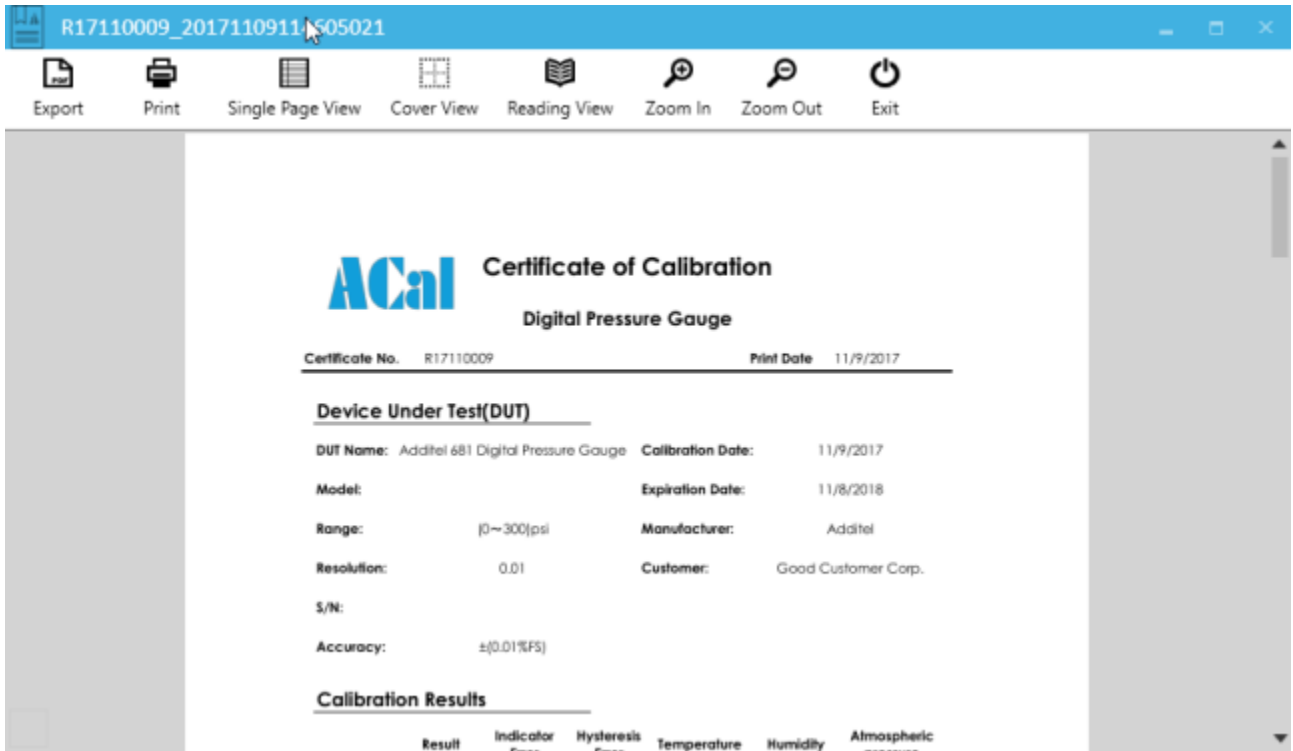 R17110009_20171109114605021
Export Print Single Page View Cover View Reading View Zoom In Zoom Out Exit
ACal
Certificate of Calibration
Digital Pressure Gauge
Certificate No. R17110009 Print Date 11/9/2017
Device Under Test(DUT)
DUT Name: Additel 681 Digital Pressure Gauge Calibration Date: 11/9/2017
Model: Expiration Date: 11/8/2018
Range: (0~300)psi Manufacturer: Additel
Resolution: 0.01 Customer: Good Customer Corp.
S/N:
Accuracy: ±(0.01%FS)
Calibration Results
Indicator Hysteresis Atmospheric
Result Temperature Humidity